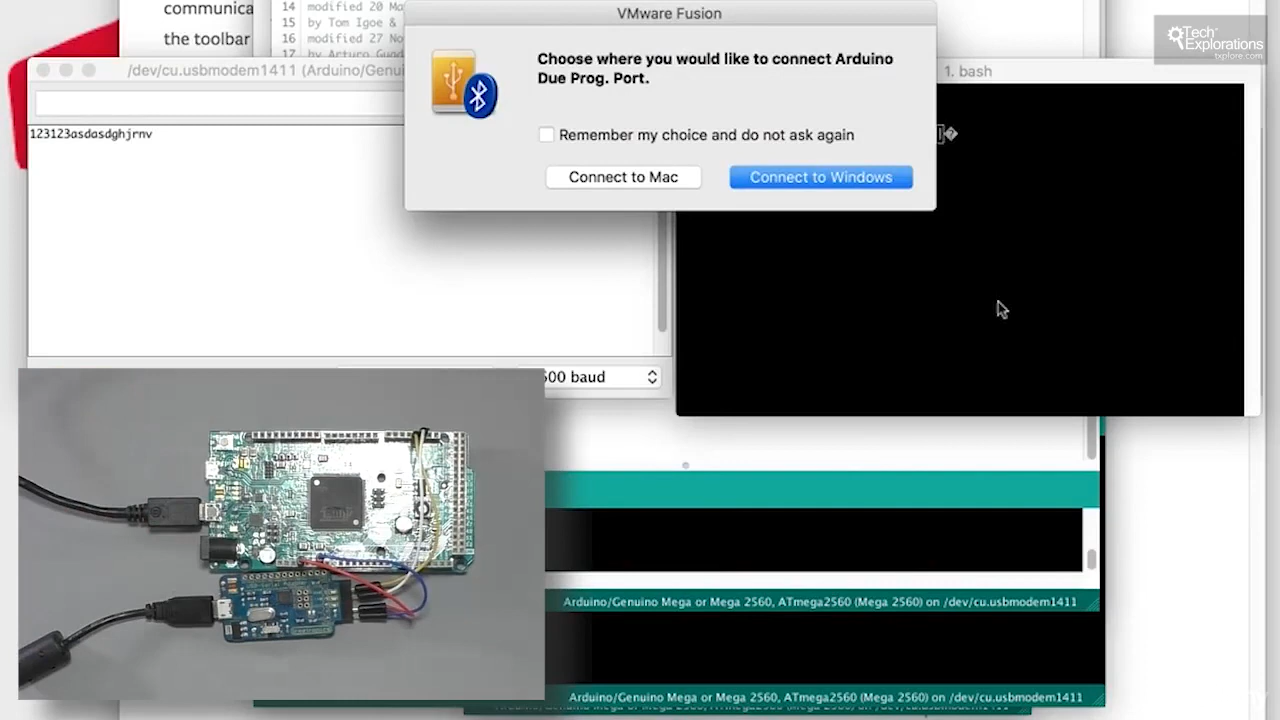 communica
the toolbar
14 modified 20 Ma
15 by Tom Igoe &
16 modified 27 Nov
17
VMware Fusion
Choose where you would like to connect Arduino
Due Prog. Port.
Remember my choice and do not ask again
Connect to Mac
Connect to Windows
Tech
Explorations
txplore.com
/dev/cu.usbmodem1411 (Arduino/Genui
123123asdasdghjrnv
1. bash
600 baud
Arduino/Genuino Mega or Mega 2560, ATmega2560 (Mega 2560) on /dev/cu.usbmodem1411
Arduino/Genuino Mega or Mega 2560, ATmega2560 (Mega 2560) on /dev/cu.usbmodem1411